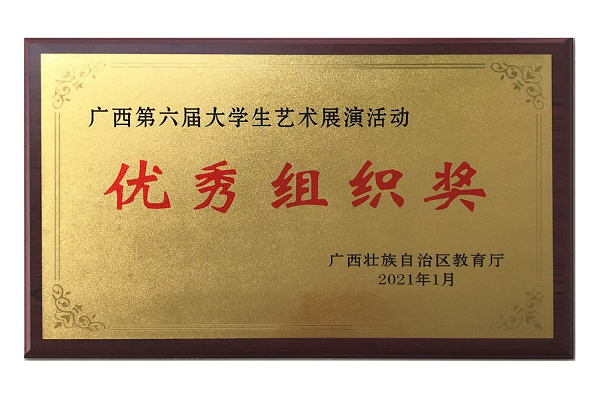 广西第六届大学生艺术展演活动
优秀组织奖
广西壮族自治区教育厅
2021年1月